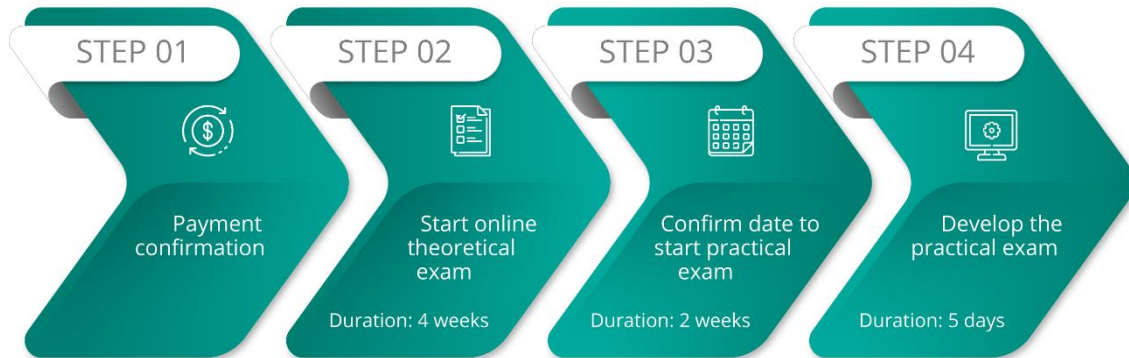 STEP 01
Payment
confirmation
STEP 02
Start online
theoretical
exam
Duration: 4 weeks
STEP 03
Confirm date to
start practical
exam
Duration: 2 weeks
STEP 04
Develop the
practical exam
Duration: 5 days